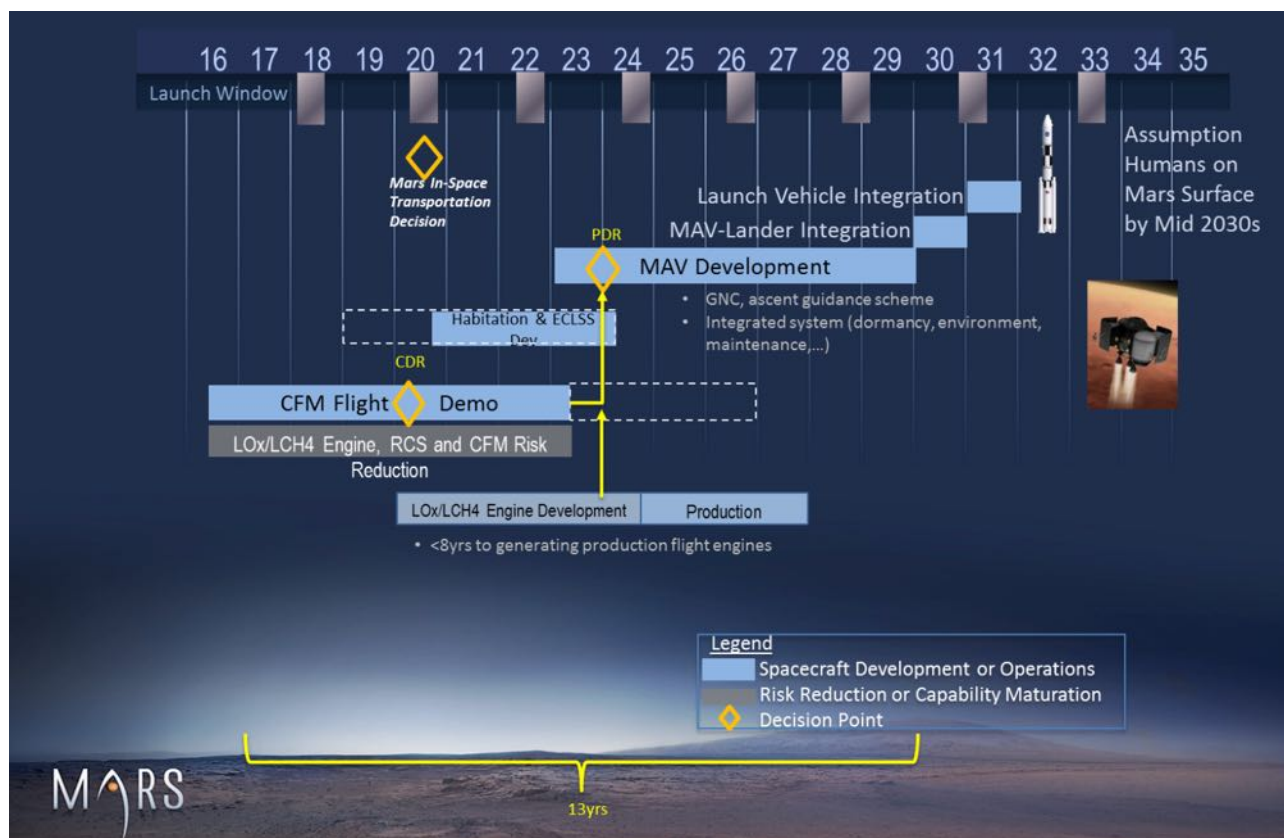 16 17 18 19 20 21 22 23 24 25 26 27 28 29 30 31 32 33 34 35
Launch Window
Mars In-Space
Transportation
Decision
Assumption
Humans on
Mars Surface
by Mid 2030s
Launch Vehicle Integration
MAV-Lander Integration
PDR
MAV Development
• GNC, ascent guidance scheme
• Integrated system (dormancy, environment,
maintenance,...)
Habitation & ECLSS
Dev
CDR
CFM Flight Demo
LOx/LCH4 Engine, RCS and CFM Risk
Reduction
LOx/LCH4 Engine Development
Production
• <8yrs to generating production flight engines
Legend
Spacecraft Development or Operations
Risk Reduction or Capability Maturation
Decision Point
MARS
13yrs